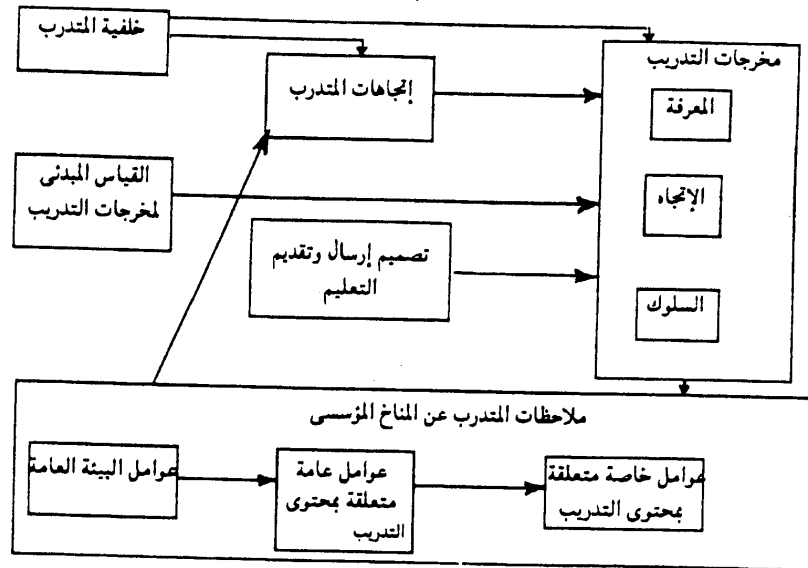 خلفية المتدرب
مخرجات التدريب
إتجاهات المتدرب
المعرفة
القياس المبدئى
لمخرجات التدريب
الإتجاه
تصميم إرسال وتقديم
التعليم
السلوك
ملاحظات المتدرب عن المناخ المؤسسى
عوامل البيئة العامة
عوامل عامة
متعلقة بمحتوى
التدريب
عوامل خاصة متعلقة
بمحتوى التدريب